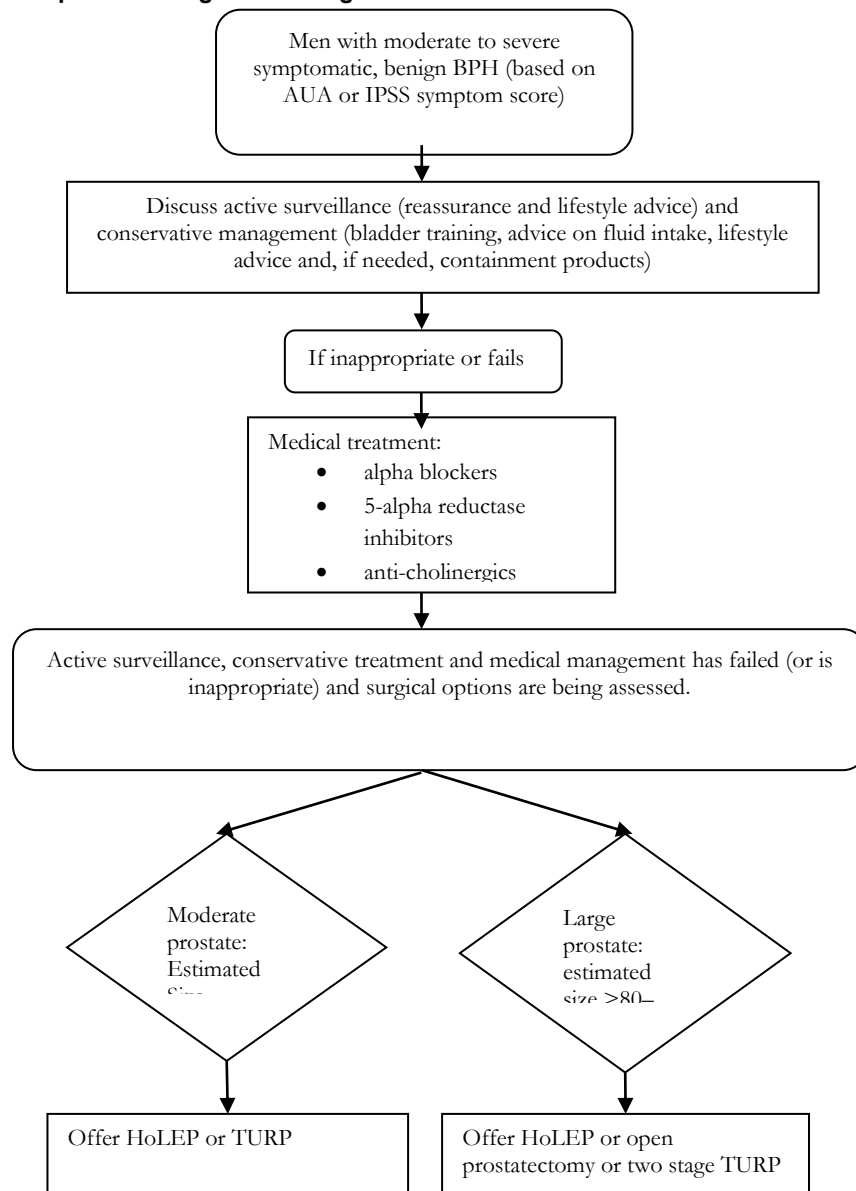 Men with moderate to severe
symptomatic, benign BPH (based on
AUA or IPSS symptom score)
Discuss active surveillance (reassurance and lifestyle advice) and
conservative management (bladder training, advice on fluid intake, lifestyle
advice and, if needed, containment products)
If inappropriate or fails
Medical treatment:
• alpha blockers
• 5-alpha reductase
inhibitors
• anti-cholinergics
Active surveillance, conservative treatment and medical management has failed (or is
inappropriate) and surgical options are being assessed.
Moderate
prostate:
Estimated
Size
Large
prostate:
estimated
size >80–
Offer HoLEP or TURP
Offer HoLEP or open
prostatectomy or two stage TURP